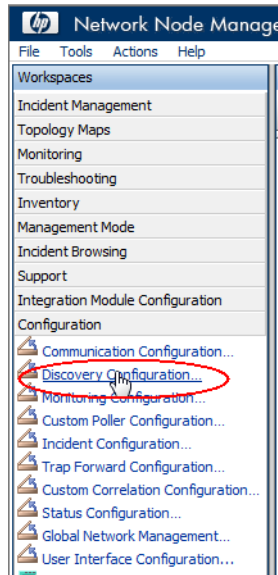 hp Network Node Manage
File Tools Actions Help
Workspaces
Incident Management
Topology Maps
Monitoring
Troubleshooting
Inventory
Management Mode
Incident Browsing
Support
Integration Module Configuration
Configuration
Communication Configuration...
Discovery Configuration...
Monitoring Configuration...
Custom Poller Configuration...
Incident Configuration...
Trap Forward Configuration...
Custom Correlation Configuration...
Status Configuration...
Global Network Management...
User Interface Configuration...